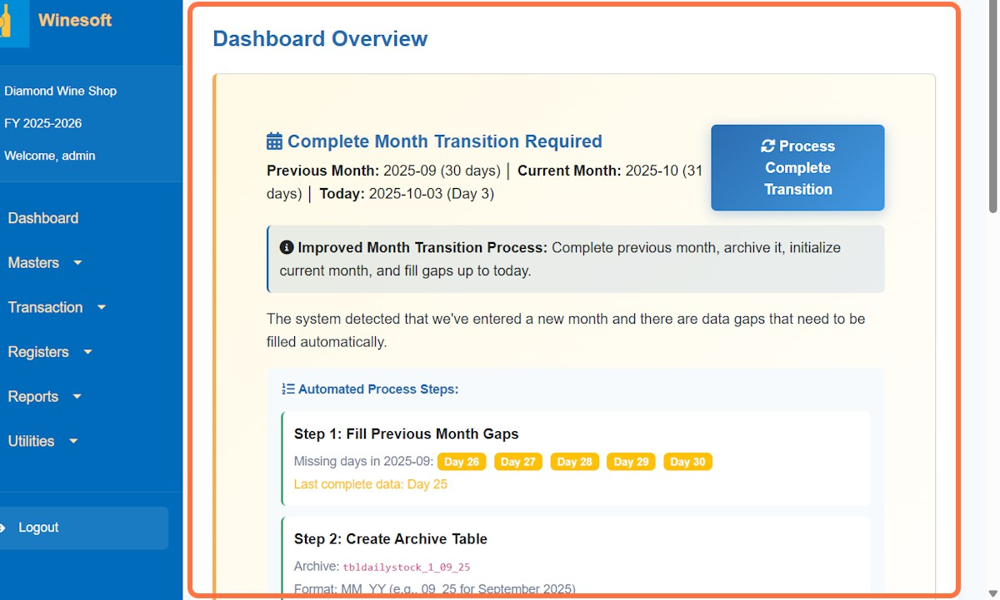 Winesoft
Diamond Wine Shop
FY 2025-2026
Welcome, admin
Dashboard
Masters
Transaction
Registers
Reports
Utilities
Logout
Dashboard Overview
Complete Month Transition Required
Previous Month: 2025-09 (30 days) | Current Month: 2025-10 (31
days) | Today: 2025-10-03 (Day 3)
Process
Complete
Transition
Improved Month Transition Process: Complete previous month, archive it, initialize
current month, and fill gaps up to today.
The system detected that we've entered a new month and there are data gaps that need to be
filled automatically.
Automated Process Steps:
Step 1: Fill Previous Month Gaps
Missing days in 2025-09: Day 26 Day 27 Day 28 Day 29 Day 30
Last complete data: Day 25
Step 2: Create Archive Table
Archive: tbldailystock_1_09_25
Format: MM_YY (e.g., 09_25 for September 2025)